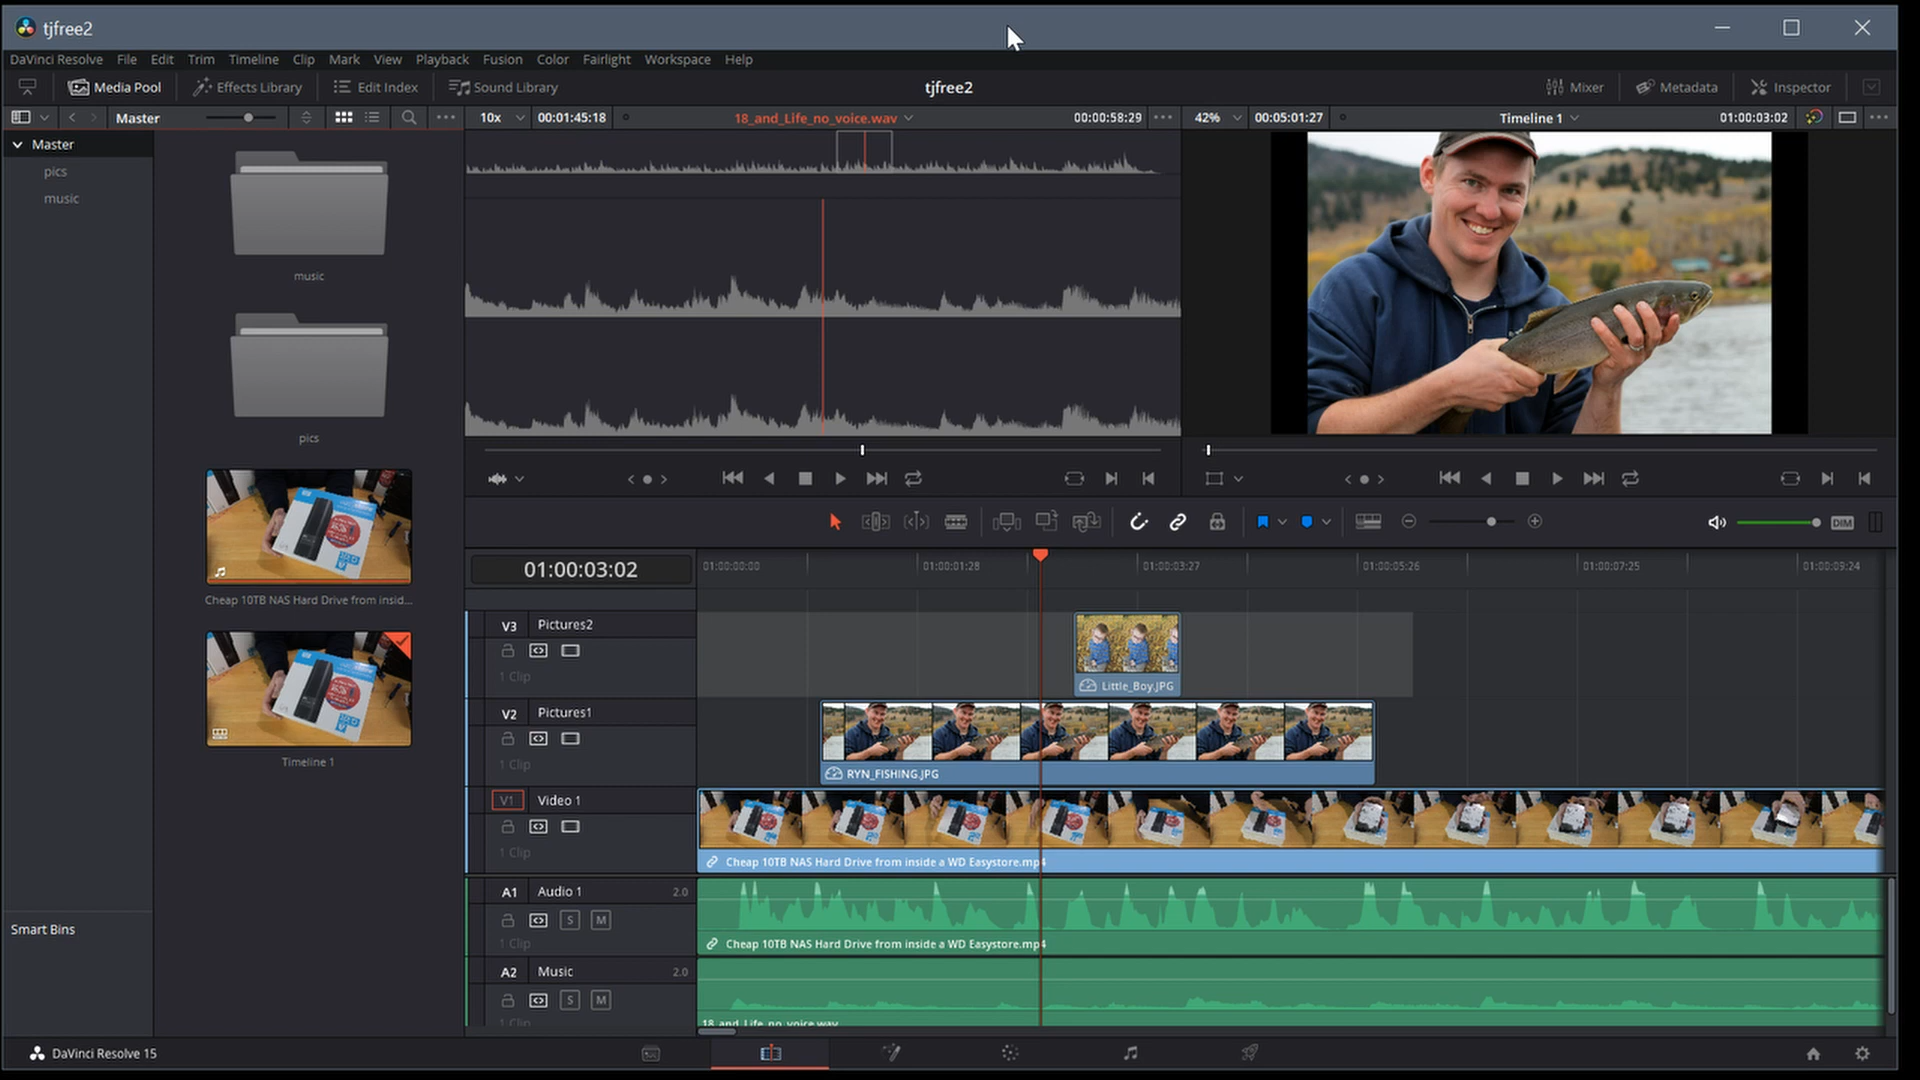 tjfree2
DaVinci Resolve File Edit Trim Timeline Clip Mark View Playback Fusion Color Fairlight Workspace Help
Media Pool Effects Library Edit Index Sound Library tjfree2 Mixer Metadata Inspector
Master 10x 00:01:45:18 18_and_Life_no_voice.wav 00:00:58:29 42% 00:05:01:27 Timeline 1 01:00:03:02
Master
pics
music
music
pics
Cheap 10TB NAS Hard Drive from insid...
Timeline 1
Smart Bins
DIM
01:00:03:02 01:00:00:00 01:00:01:28 01:00:03:27 01:00:05:26 01:00:07:25 01:00:09:24
V3 Pictures2
1 Clip
Little_Boy.JPG
V2 Pictures1
1 Clip
RYN_FISHING.JPG
V1 Video 1
1 Clip
Cheap 10TB NAS Hard Drive from inside a WD Easystore.mp4
A1 Audio 1 2.0
S M
1 Clip
Cheap 10TB NAS Hard Drive from inside a WD Easystore.mp4
A2 Music 2.0
S M
1 Clip
18_and_Life_no_voice.wav
DaVinci Resolve 15